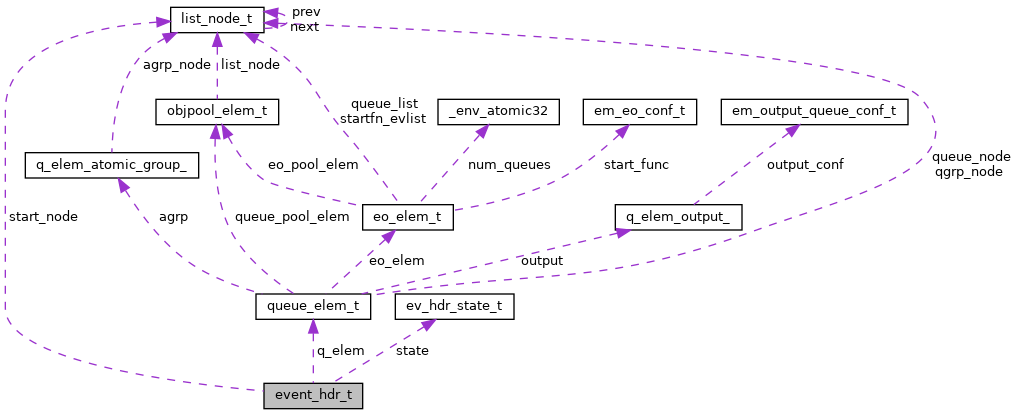 list_node_t
prev
next
agrp_node
list_node
queue_list
startfn_evlist
objpool_elem_t
_env_atomic32
em_eo_conf_t
em_output_queue_conf_t
q_elem_atomic_group_
eo_pool_elem
num_queues
start_func
output_conf
queue_node
qgrp_node
start_node
agrp
queue_pool_elem
eo_elem_t
q_elem_output_
eo_elem
output
queue_elem_t
ev_hdr_state_t
q_elem
state
event_hdr_t